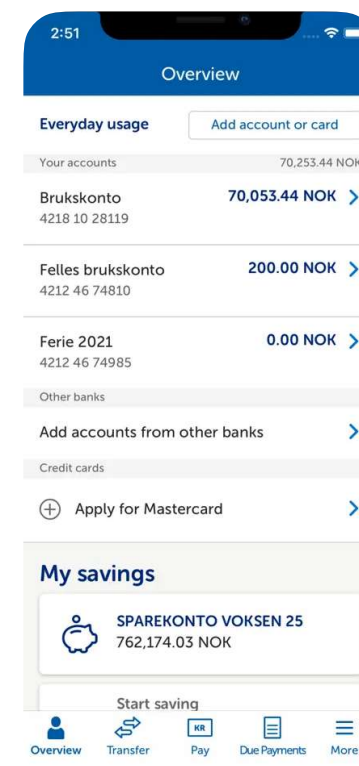 2:51
Overview
Everyday usage Add account or card
Your accounts 70,253.44 NOK
Brukskonto 70,053.44 NOK
4218 10 28119
Felles brukskonto 200.00 NOK
4212 46 74810
Ferie 2021 0.00 NOK
4212 46 74985
Other banks
Add accounts from other banks
Credit cards
Apply for Mastercard
My savings
SPAREKONTO VOKSEN 25
762,174.03 NOK
Start saving
KR
Overview Transfer Pay Due Payments More